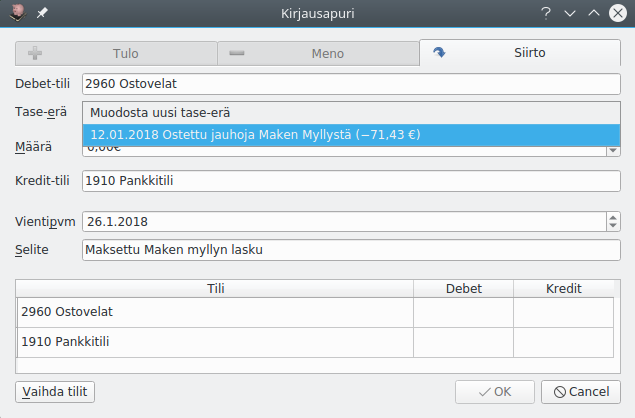 Kirjausapuri
Tulo
Meno
Siirto
Debet-tili 2960 Ostovelat
Tase-erä
Muodosta uusi tase-erä
12.01.2018 Ostettu jauhoja Maken Myllystä (−71,43 €)
Määrä 0,00€
Kredit-tili 1910 Pankkitili
Vientipvm 26.1.2018
Selite Maksettu Maken myllyn lasku
Tili Debet Kredit
2960 Ostovelat
1910 Pankkitili
Vaihda tilit OK Cancel